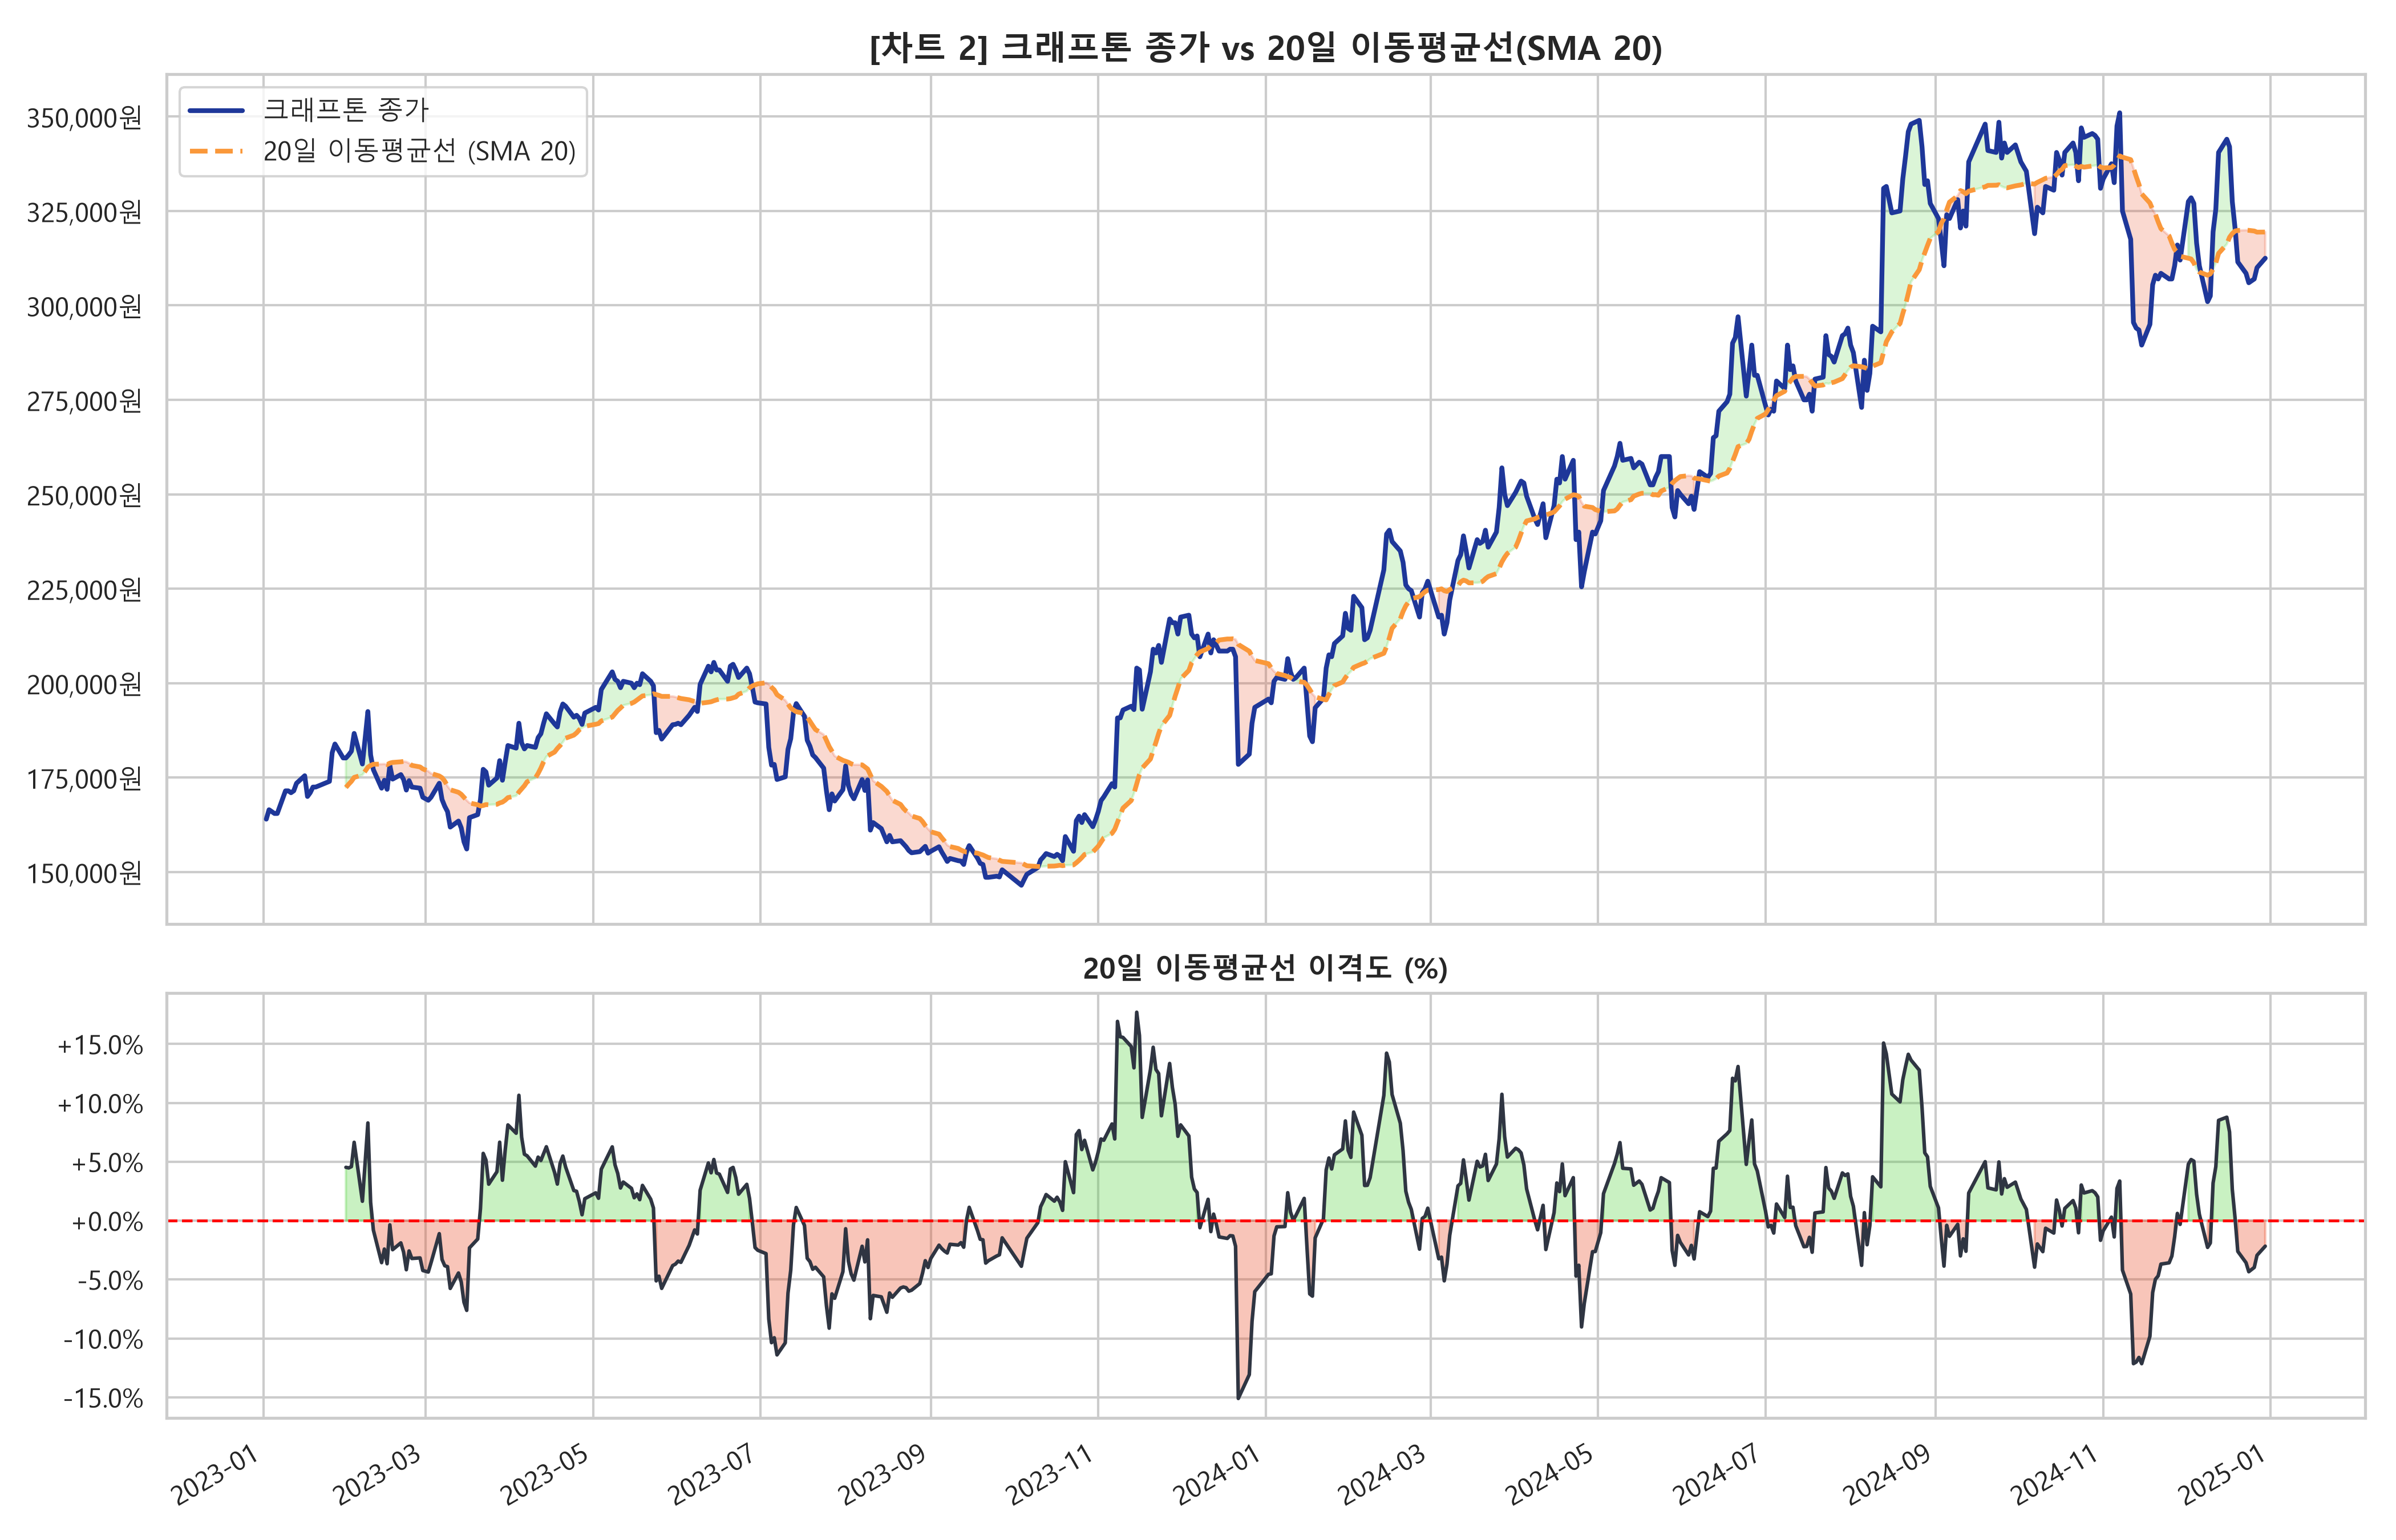 [차트 2] 크래프톤 종가 vs 20일 이동평균선(SMA 20)
크래프톤 종가
20일 이동평균선 (SMA 20)
350,000원
325,000원
300,000원
275,000원
250,000원
225,000원
200,000원
175,000원
150,000원
20일 이동평균선 이격도 (%)
+15.0%
+10.0%
+5.0%
+0.0%
-5.0%
-10.0%
-15.0%
2023-01
2023-03
2023-05
2023-07
2023-09
2023-11
2024-01
2024-03
2024-05
2024-07
2024-09
2024-11
2025-01